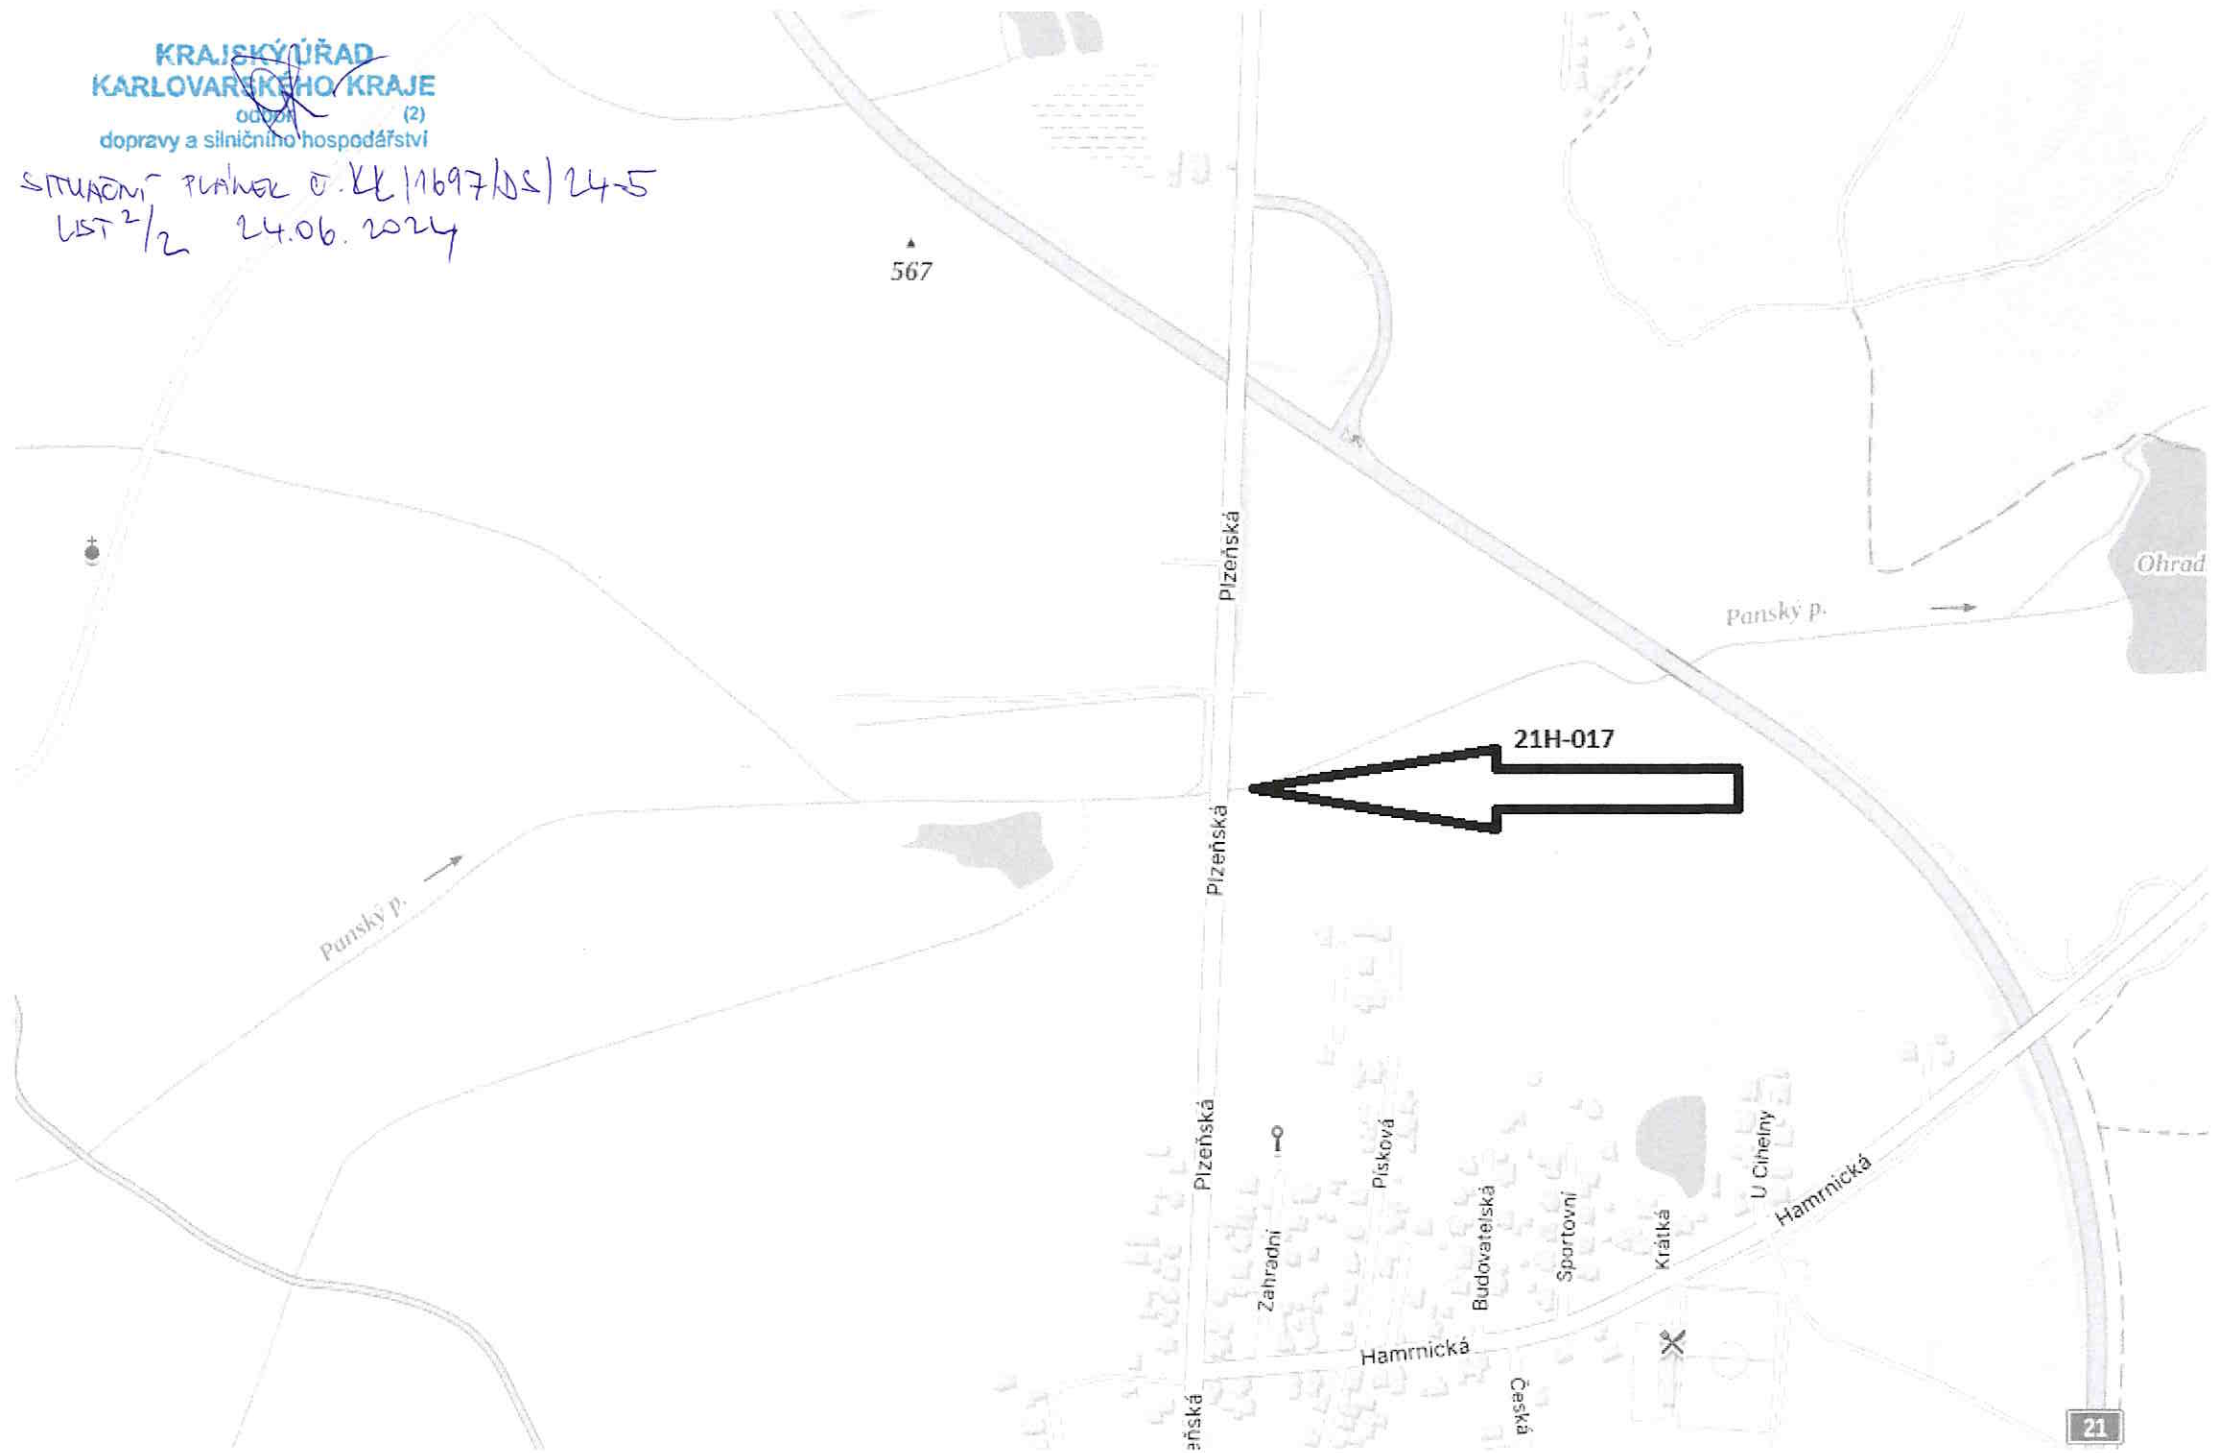 KRAJSKÝ ÚŘAD
KARLOVARSKÉHO KRAJE
odbor (2)
dopravy a silničního hospodářství
SITUAČNÍ PLÁNEK Č. KK/1697/DS/24-5
LIST 2/2 24.06.2024
567
Plzeňská
Ohrad
Panský p.
21H-017
Plzeňská
Panský p.
Plzeňská
Písková
U Cihelny
Hamrnická
Budovatelská
Sportovní
Krátká
Zahradní
Hamrnická
Česká
eňská
21